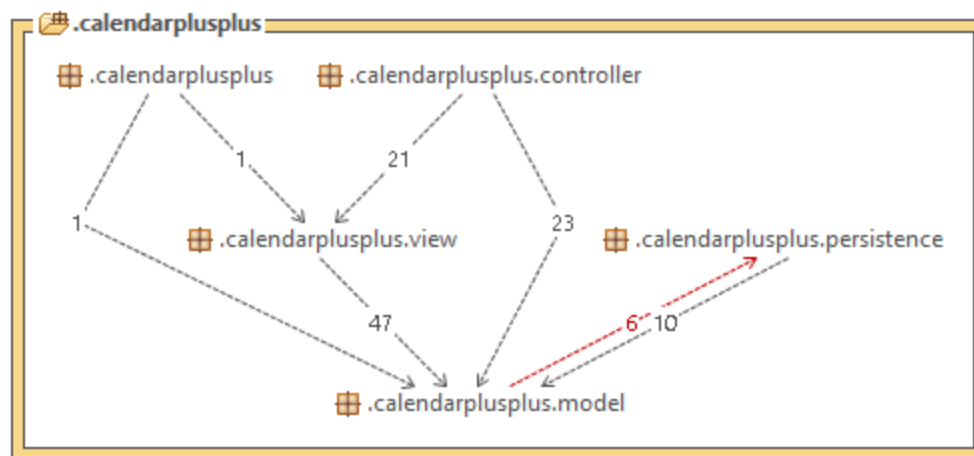 .calendarplusplus
.calendarplusplus
.calendarplusplus.controller
1
21
1
23
.calendarplusplus.view
.calendarplusplus.persistence
47
6
10
.calendarplusplus.model